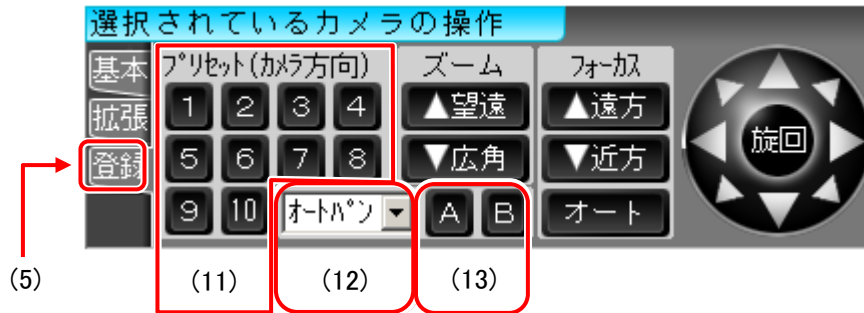 選択されているカメラの操作
基本 プリセット(カメラ方向) ズーム フォーカス
拡張 1 2 3 4 ▲望遠 ▲遠方
登録 5 6 7 8 ▼広角 ▼近方 旋回
9 10 オートパン A B オート
(5) (11) (12) (13)